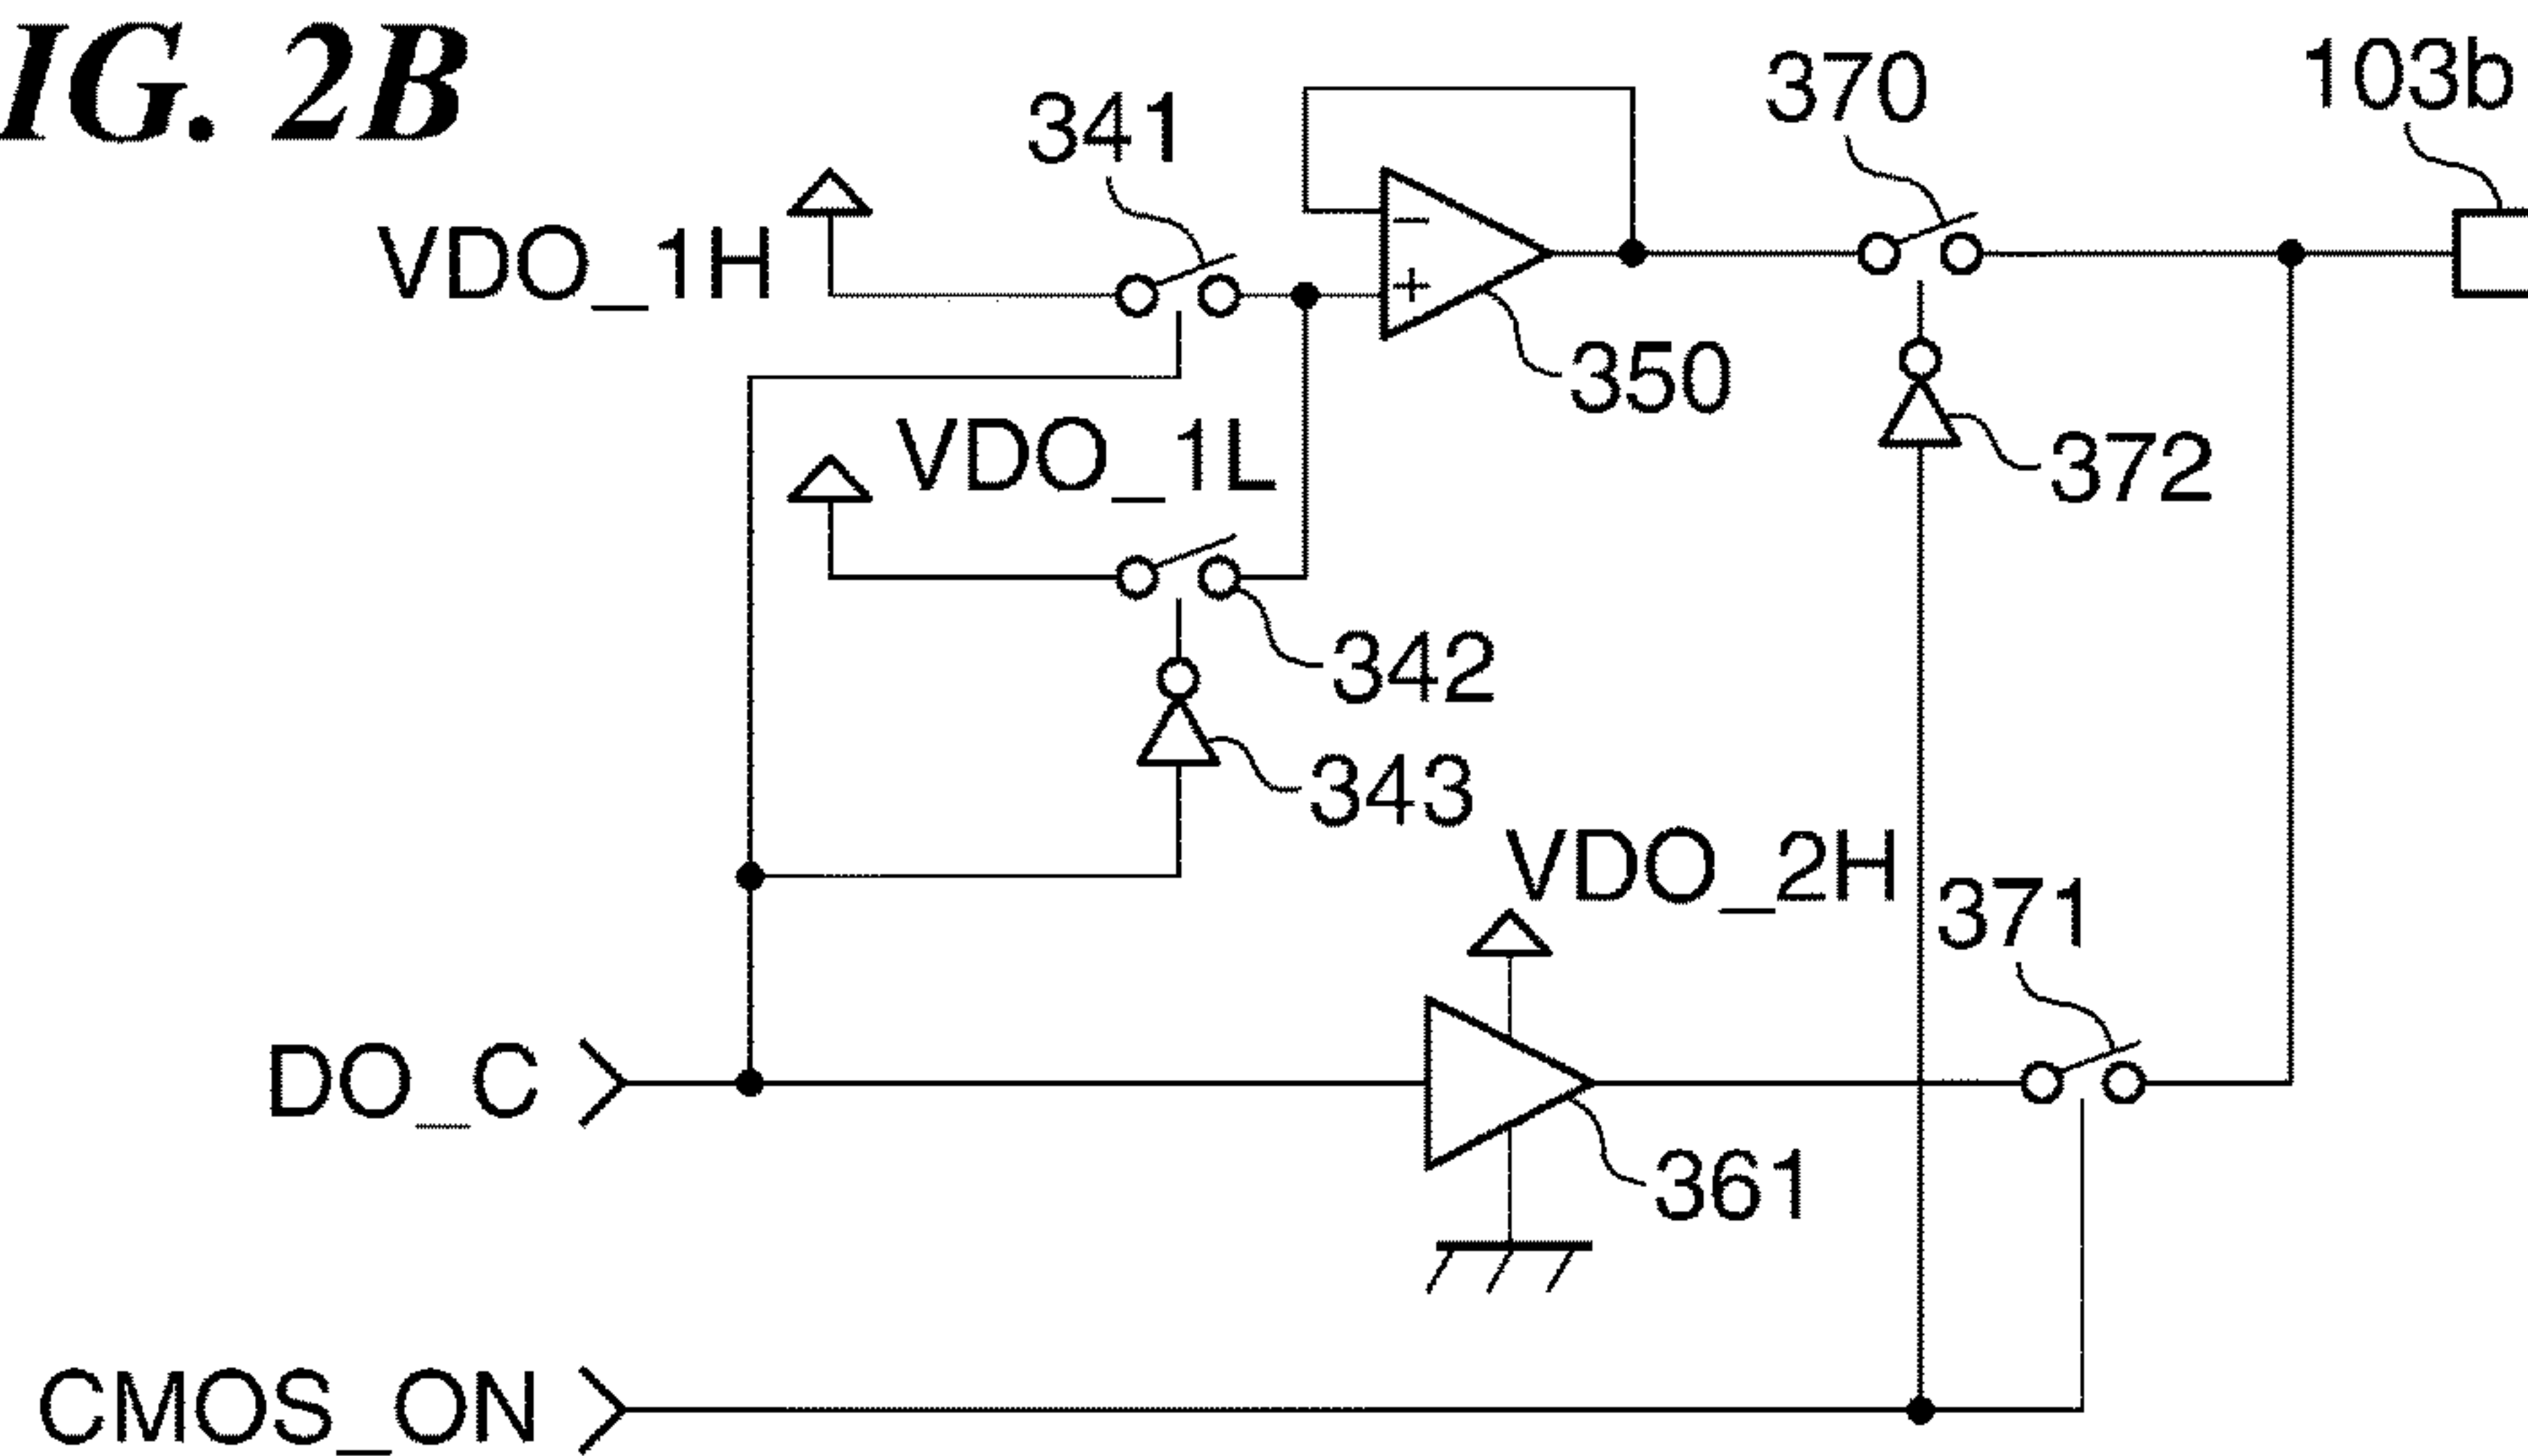 IG. 2B
341
370
103b
VDO_1H
350
VDO_1L
372
342
343
VDO_2H
371
DO_C
361
CMOS_ON